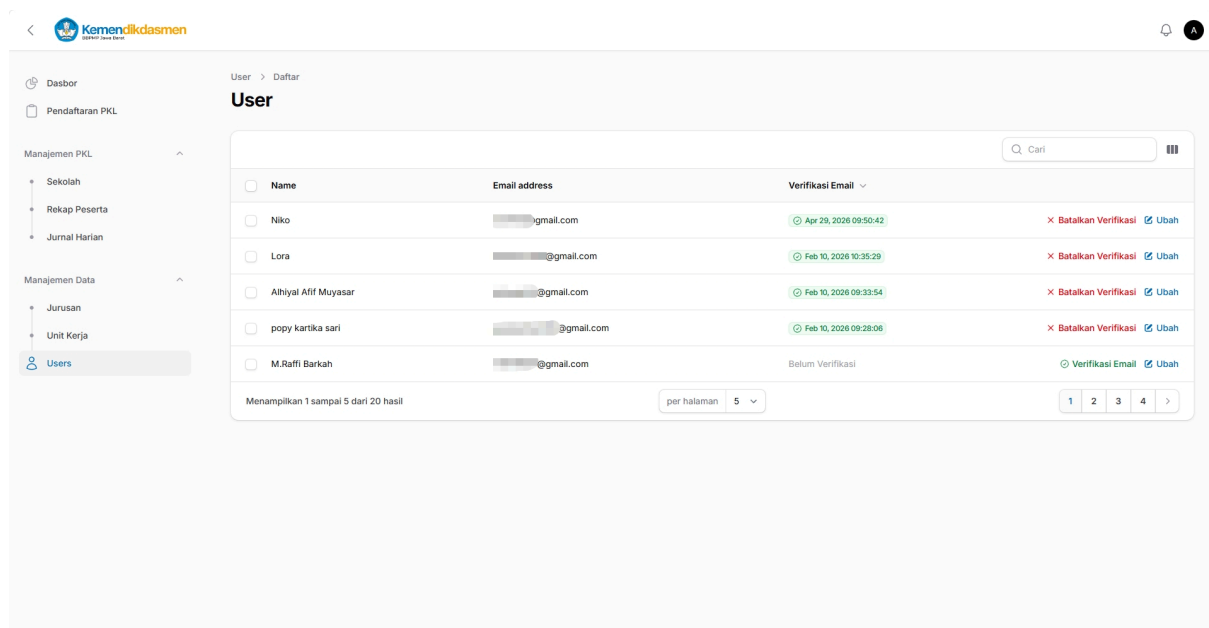 Kemendikdasmen
BBPMP Jawa Barat
A
Dasbor
Pendaftaran PKL
Manajemen PKL
Sekolah
Rekap Peserta
Jurnal Harian
Manajemen Data
Jurusan
Unit Kerja
Users
User > Daftar
User
Cari
Name Email address Verifikasi Email
Niko gmail.com Apr 29, 2026 09:50:42 Batalkan Verifikasi Ubah
Lora @gmail.com Feb 10, 2026 10:35:29 Batalkan Verifikasi Ubah
Alhiyal Afif Muyasar @gmail.com Feb 10, 2026 09:33:54 Batalkan Verifikasi Ubah
popy kartika sari @gmail.com Feb 10, 2026 09:28:06 Batalkan Verifikasi Ubah
M.Raffi Barkah @gmail.com Belum Verifikasi Verifikasi Email Ubah
Menampilkan 1 sampai 5 dari 20 hasil per halaman 5 1 2 3 4